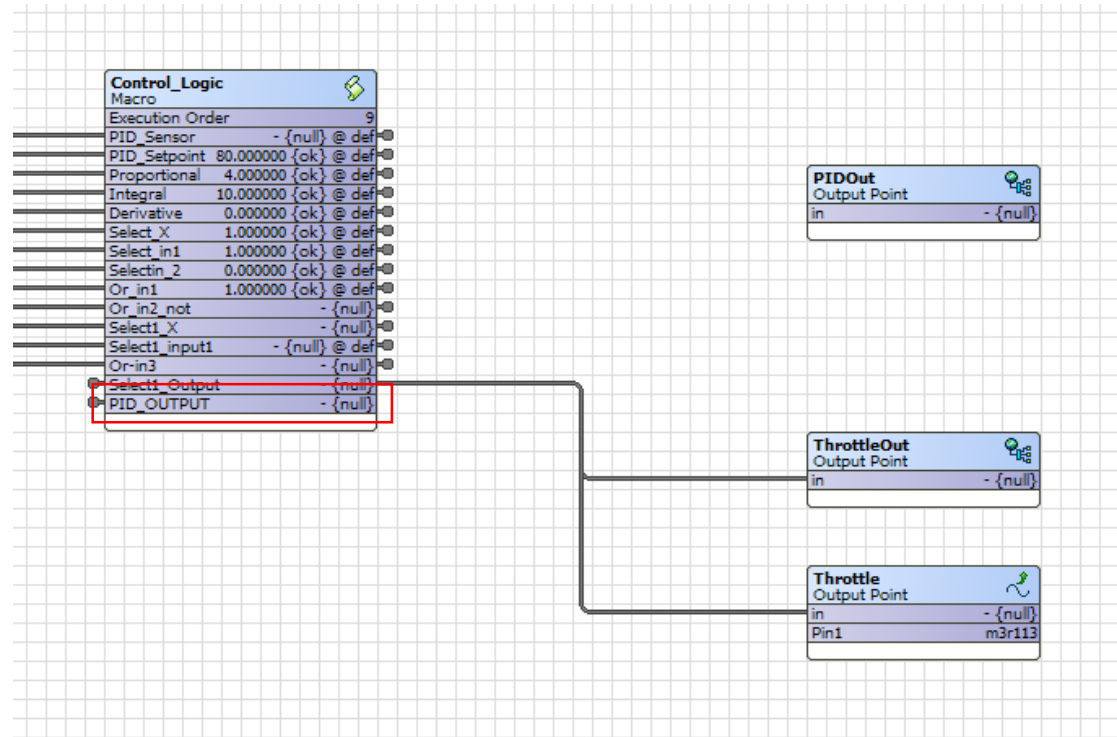 Control_Logic
Macro
Execution Order 9
PID_Sensor - {null} @ def
PID_Setpoint 80.000000 {ok} @ def
Proportional 4.000000 {ok} @ def
Integral 10.000000 {ok} @ def
Derivative 0.000000 {ok} @ def
Select_X 1.000000 {ok} @ def
Select_in1 1.000000 {ok} @ def
Selectin_2 0.000000 {ok} @ def
Or_in1 1.000000 {ok} @ def
Or_in2_not - {null}
Select1_X - {null}
Select1_input1 - {null} @ def
Or-in3 - {null}
Select1_Output - {null}
PID_OUTPUT - {null}
PIDOut
Output Point
in - {null}
ThrottleOut
Output Point
in - {null}
Throttle
Output Point
in - {null}
Pin1 m3r113